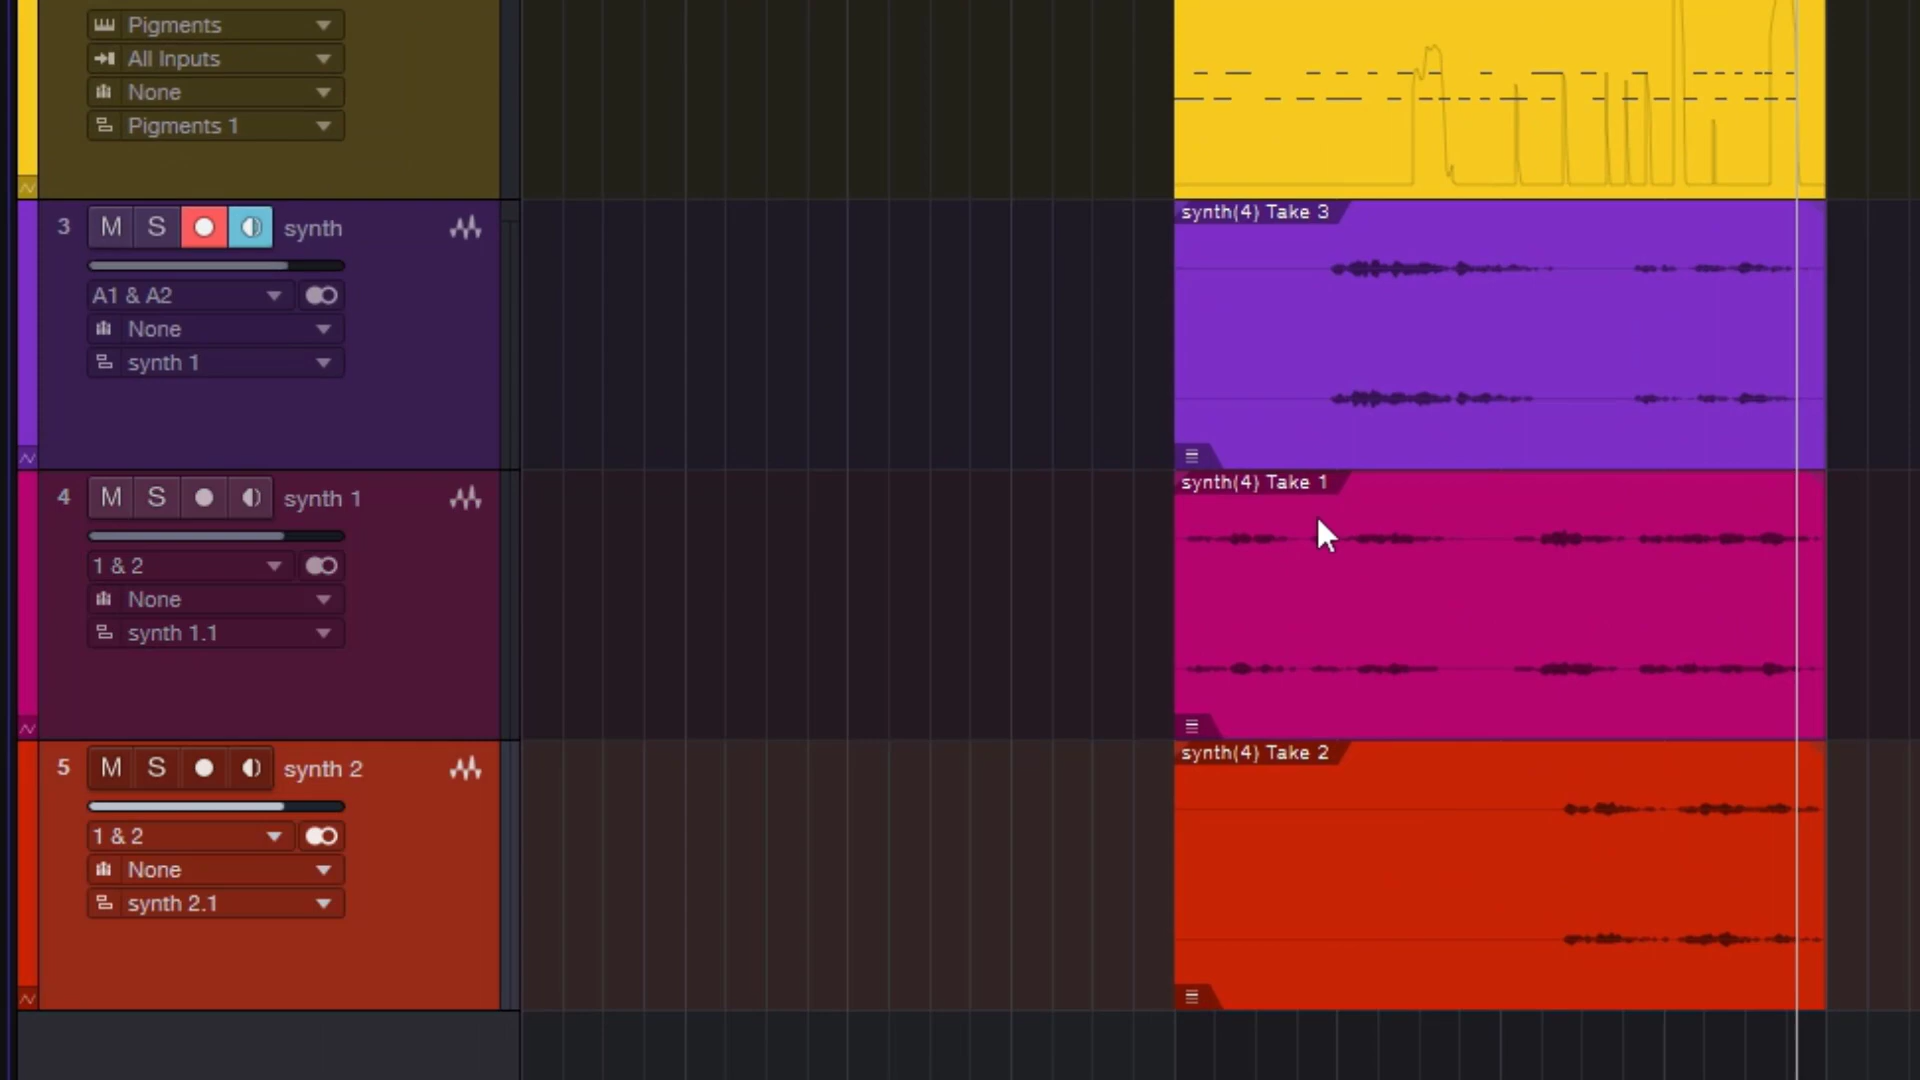 Pigments
All Inputs
None
Pigments 1
3 M S synth
A1 & A2
None
synth 1
4 M S synth 1
1 & 2
None
synth 1.1
5 M S synth 2
1 & 2
None
synth 2.1
synth(4) Take 3
synth(4) Take 1
synth(4) Take 2